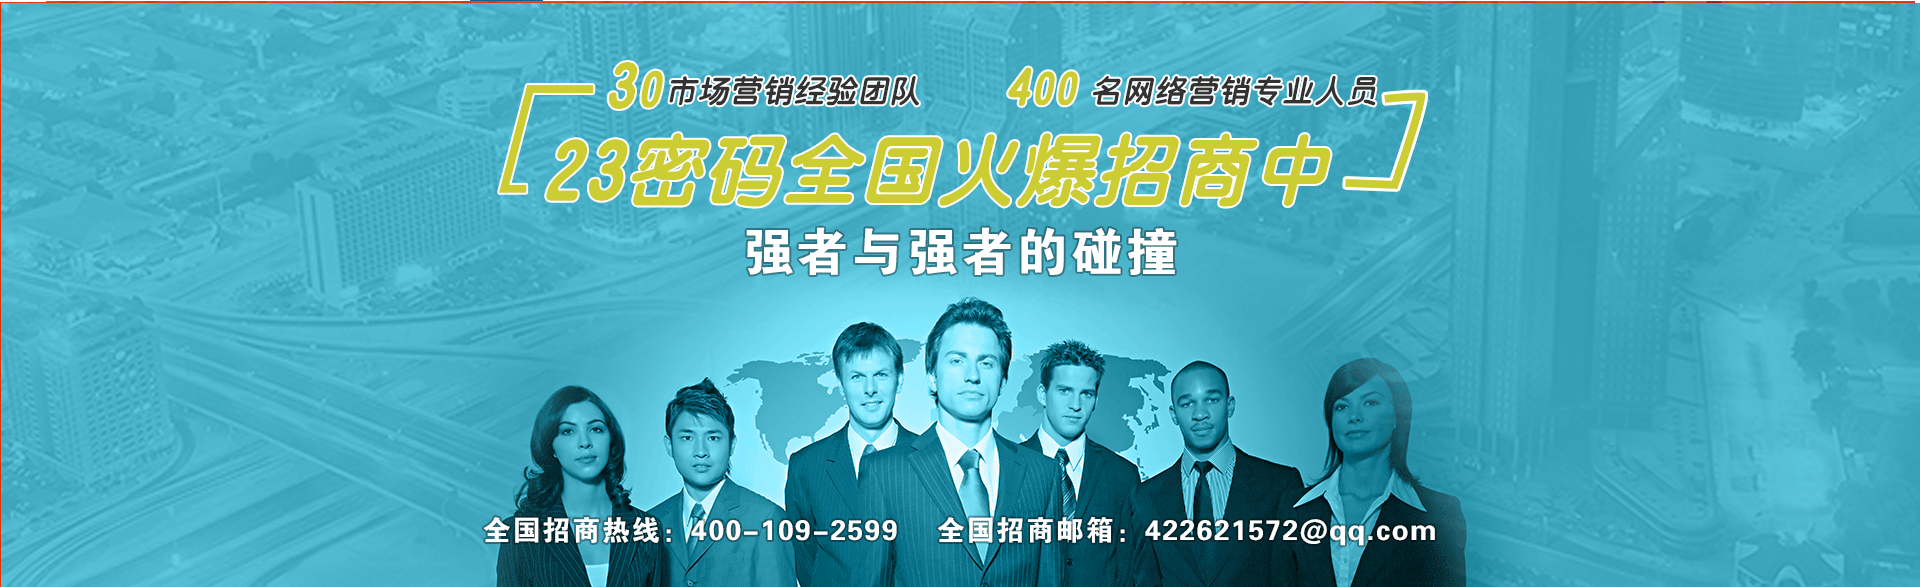 30市场营销经验团队 400 名网络营销专业人员
23密码全国火爆招商中
强者与强者的碰撞
全国招商热线：400-109-2599 全国招商邮箱：422621572@qq.com